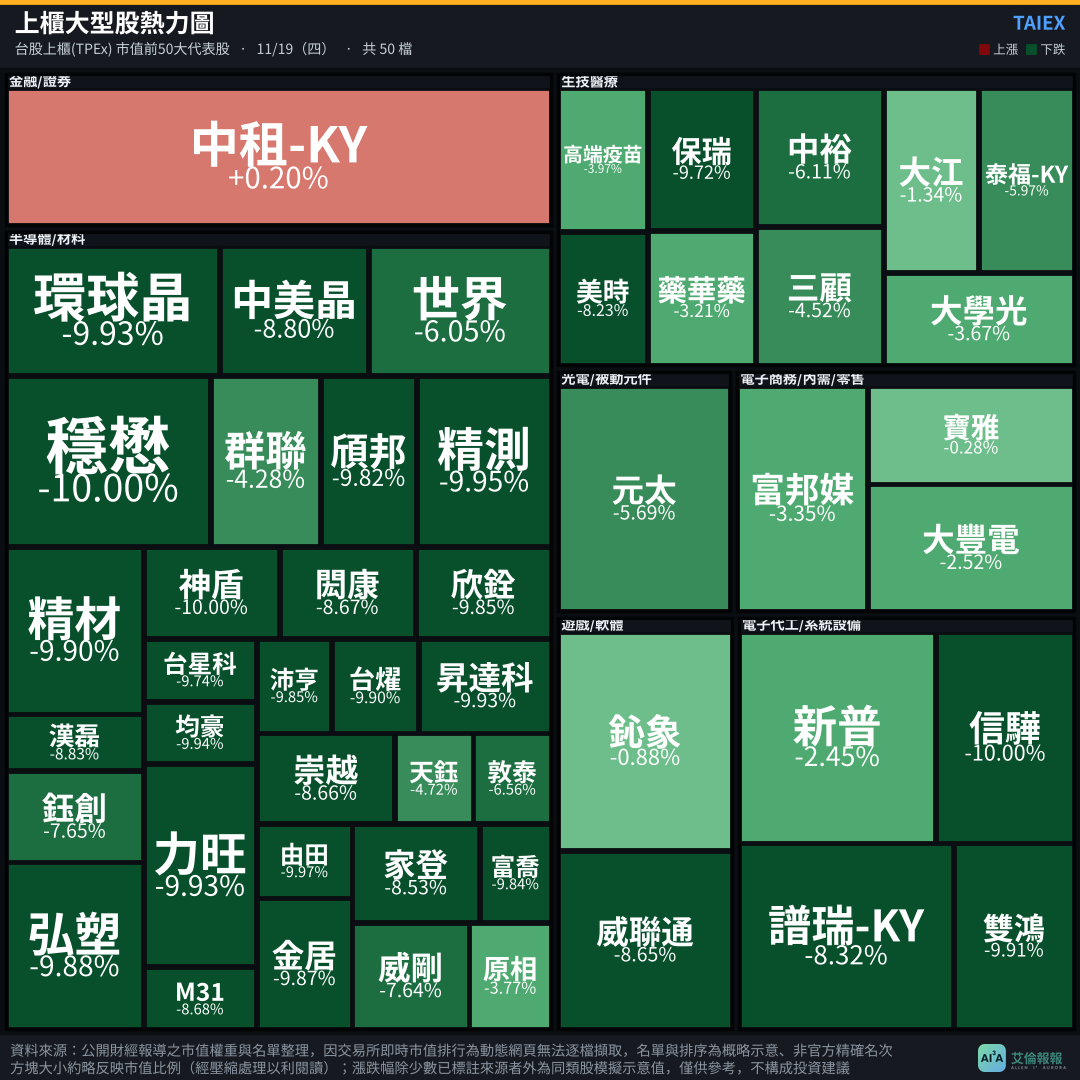 上櫃大型股熱力圖
TAIEX
台股上櫃(TPEx) 市值前50大代表股 · 11/19（四） · 共 50 檔
上漲 下跌
金融/證券
中租-KY
+0.20%
半導體/材料
環球晶
-9.93%
中美晶
-8.80%
世界
-6.05%
穩懋
-10.00%
群聯
-4.28%
頎邦
-9.82%
精測
-9.95%
精材
-9.90%
神盾
-10.00%
閎康
-8.67%
欣銓
-9.85%
台星科
-9.74%
沛亨
-9.85%
台燿
-9.90%
昇達科
-9.93%
漢磊
-8.83%
均豪
-9.94%
崇越
-8.66%
天鈺
-4.72%
敦泰
-6.56%
鈺創
-7.65%
力旺
-9.93%
由田
-9.97%
家登
-8.53%
富喬
-9.84%
弘塑
-9.88%
M31
-8.68%
金居
-9.87%
威剛
-7.64%
原相
-3.77%
生技醫療
高端疫苗
-3.97%
保瑞
-9.72%
中裕
-6.11%
大江
-1.34%
泰福-KY
-5.97%
美時
-8.23%
藥華藥
-3.21%
三顧
-4.52%
大學光
-3.67%
光電/被動元件
元太
-5.69%
電子商務/內需/零售
富邦媒
-3.35%
寶雅
-0.28%
大豐電
-2.52%
遊戲/軟體
鈊象
-0.88%
威聯通
-8.65%
電子代工/系統設備
新普
-2.45%
信驊
-10.00%
譜瑞-KY
-8.32%
雙鴻
-9.91%
資料來源：公開財經報導之市值權重與名單整理，因交易所即時市值排行為動態網頁無法逐檔擷取，名單與排序為概略示意、非官方精確名次
方塊大小約略反映市值比例（經壓縮處理以利閱讀）；漲跌幅除少數已標註來源者外為同類股模擬示意值，僅供參考，不構成投資建議
艾倫報報